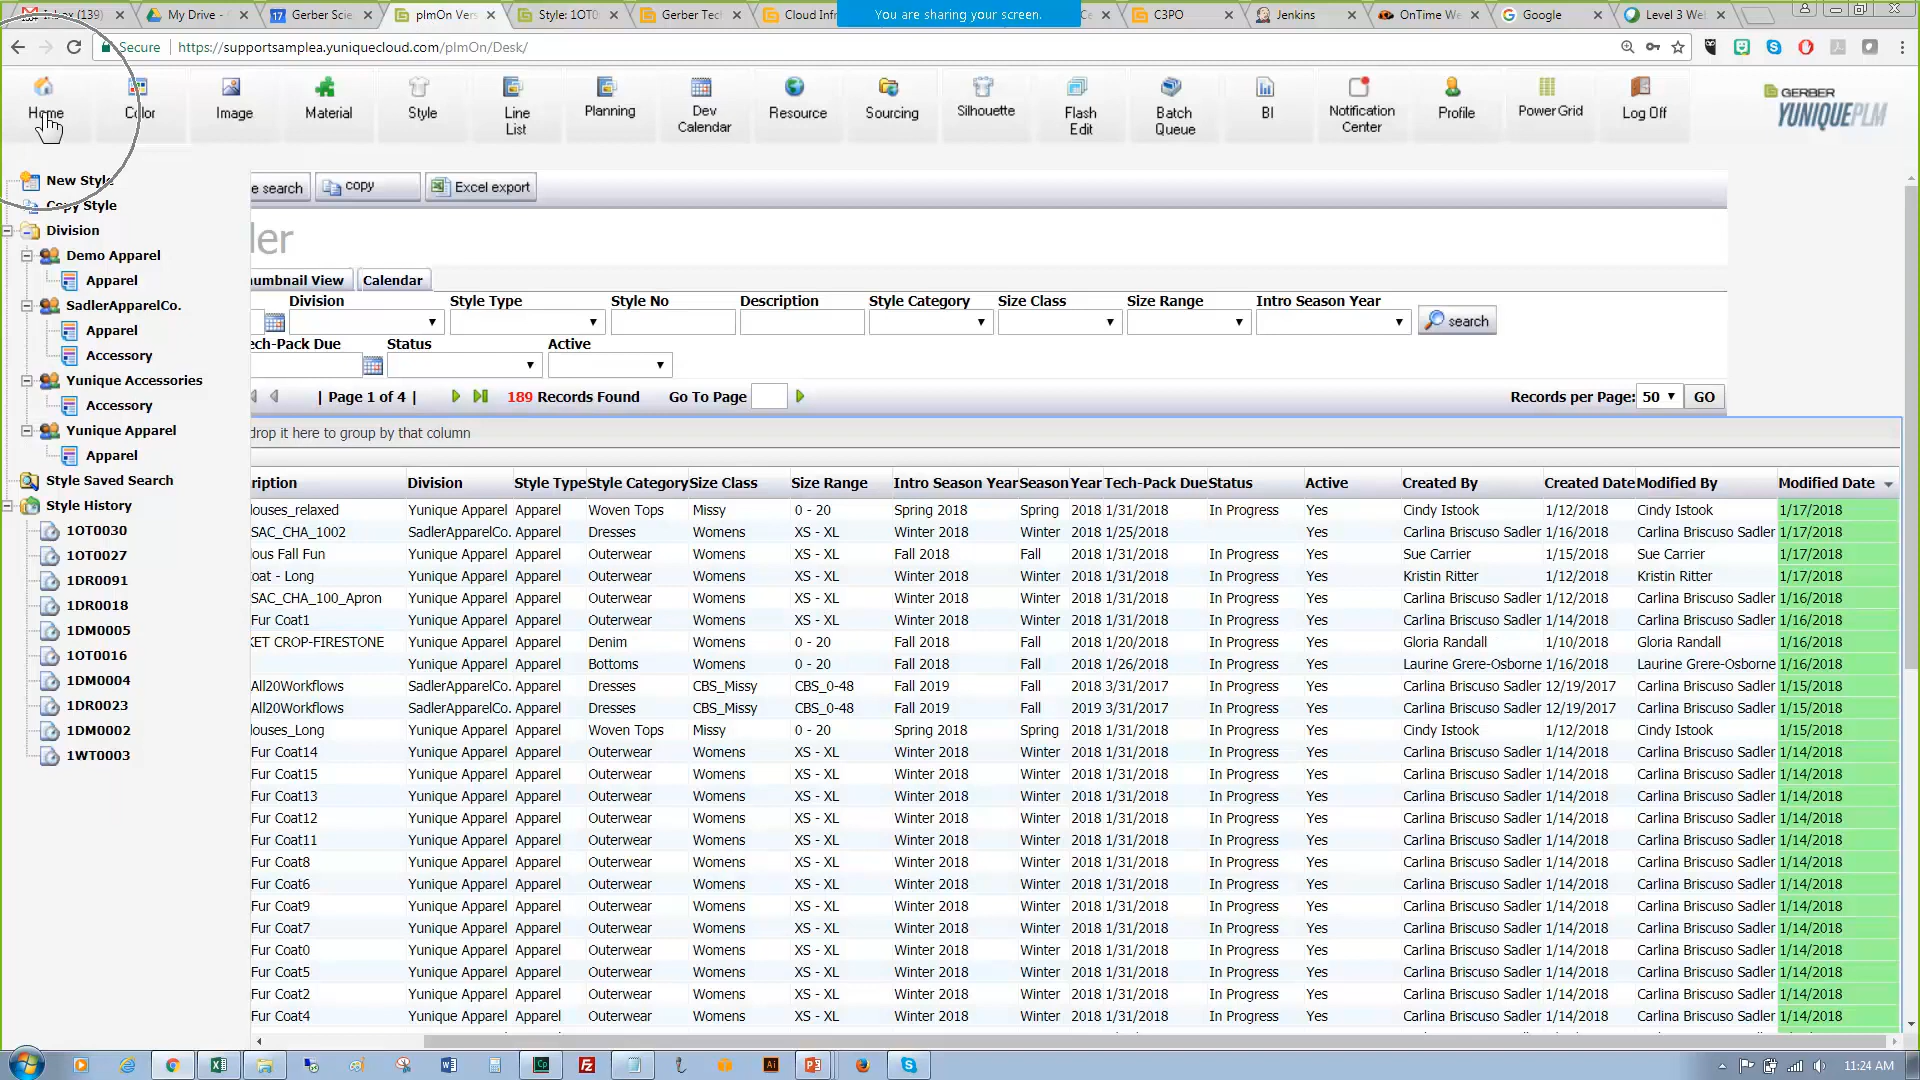 Inbox (139)
My Drive -
17 Gerber Scie
plmOn Vers
Style: 1OT0
Gerber Tec
Cloud Infr
You are sharing your screen.
C3PO
Jenkins
OnTime We
Google
Level 3 We
Secure | https://supportsamplea.yuniquecloud.com/plmOn/Desk/
Home
Color
Image
Material
Style
Line List
Planning
Dev Calendar
Resource
Sourcing
Silhouette
Flash Edit
Batch Queue
BI
Notification Center
Profile
Power Grid
Log Off
GERBER
YUNIQUEPLM
New Style
Copy Style
Division
Demo Apparel
Apparel
SadlerApparelCo.
Apparel
Accessory
Yunique Accessories
Accessory
Yunique Apparel
Apparel
Style Saved Search
Style History
1OT0030
1OT0027
1DR0091
1DR0018
1DM0005
1OT0016
1DM0004
1DR0023
1DM0002
1WT0003
e search copy Excel export
ler
umbnail View Calendar
Division Style Type Style No Description Style Category Size Class Size Range Intro Season Year search
ech-Pack Due Status Active
| Page 1 of 4 | 189 Records Found Go To Page Records per Page: 50 GO
drop it here to group by that column
ription Division Style Type Style Category Size Class Size Range Intro Season Year Season Year Tech-Pack Due Status Active Created By Created Date Modified By Modified Date
louses_relaxed Yunique Apparel Apparel Woven Tops Missy 0 - 20 Spring 2018 Spring 2018 1/31/2018 In Progress Yes Cindy Istook 1/12/2018 Cindy Istook 1/17/2018
SAC_CHA_1002 SadlerApparelCo. Apparel Dresses Womens XS - XL Winter 2018 Winter 2018 1/25/2018 Yes Carlina Briscuso Sadler 1/16/2018 Carlina Briscuso Sadler 1/17/2018
ious Fall Fun Yunique Apparel Apparel Outerwear Womens XS - XL Fall 2018 Fall 2018 1/31/2018 In Progress Yes Sue Carrier 1/15/2018 Sue Carrier 1/17/2018
oat - Long Yunique Apparel Apparel Outerwear Womens XS - XL Winter 2018 Winter 2018 1/31/2018 In Progress Yes Kristin Ritter 1/12/2018 Kristin Ritter 1/17/2018
SAC_CHA_100_Apron Yunique Apparel Apparel Outerwear Womens XS - XL Winter 2018 Winter 2018 1/31/2018 In Progress Yes Carlina Briscuso Sadler 1/12/2018 Carlina Briscuso Sadler 1/16/2018
Fur Coat1 Yunique Apparel Apparel Outerwear Womens XS - XL Winter 2018 Winter 2018 1/31/2018 In Progress Yes Carlina Briscuso Sadler 1/14/2018 Carlina Briscuso Sadler 1/16/2018
KET CROP-FIRESTONE Yunique Apparel Apparel Denim Womens 0 - 20 Fall 2018 Fall 2018 1/20/2018 In Progress Yes Gloria Randall 1/10/2018 Gloria Randall 1/16/2018
Yunique Apparel Apparel Bottoms Womens 0 - 20 Fall 2018 Fall 2018 1/26/2018 In Progress Yes Laurine Grere-Osborne 1/16/2018 Laurine Grere-Osborne 1/16/2018
All20Workflows SadlerApparelCo. Apparel Dresses CBS_Missy CBS_0-48 Fall 2019 Fall 2018 3/31/2017 In Progress Yes Carlina Briscuso Sadler 12/19/2017 Carlina Briscuso Sadler 1/15/2018
All20Workflows SadlerApparelCo. Apparel Dresses CBS_Missy CBS_0-48 Fall 2019 Fall 2019 3/31/2017 In Progress Yes Carlina Briscuso Sadler 12/19/2017 Carlina Briscuso Sadler 1/15/2018
louses_Long Yunique Apparel Apparel Woven Tops Missy 0 - 20 Spring 2018 Spring 2018 1/31/2018 In Progress Yes Cindy Istook 1/12/2018 Cindy Istook 1/15/2018
Fur Coat14 Yunique Apparel Apparel Outerwear Womens XS - XL Winter 2018 Winter 2018 1/31/2018 In Progress Yes Carlina Briscuso Sadler 1/14/2018 Carlina Briscuso Sadler 1/14/2018
Fur Coat15 Yunique Apparel Apparel Outerwear Womens XS - XL Winter 2018 Winter 2018 1/31/2018 In Progress Yes Carlina Briscuso Sadler 1/14/2018 Carlina Briscuso Sadler 1/14/2018
Fur Coat13 Yunique Apparel Apparel Outerwear Womens XS - XL Winter 2018 Winter 2018 1/31/2018 In Progress Yes Carlina Briscuso Sadler 1/14/2018 Carlina Briscuso Sadler 1/14/2018
Fur Coat12 Yunique Apparel Apparel Outerwear Womens XS - XL Winter 2018 Winter 2018 1/31/2018 In Progress Yes Carlina Briscuso Sadler 1/14/2018 Carlina Briscuso Sadler 1/14/2018
Fur Coat11 Yunique Apparel Apparel Outerwear Womens XS - XL Winter 2018 Winter 2018 1/31/2018 In Progress Yes Carlina Briscuso Sadler 1/14/2018 Carlina Briscuso Sadler 1/14/2018
Fur Coat8 Yunique Apparel Apparel Outerwear Womens XS - XL Winter 2018 Winter 2018 1/31/2018 In Progress Yes Carlina Briscuso Sadler 1/14/2018 Carlina Briscuso Sadler 1/14/2018
Fur Coat6 Yunique Apparel Apparel Outerwear Womens XS - XL Winter 2018 Winter 2018 1/31/2018 In Progress Yes Carlina Briscuso Sadler 1/14/2018 Carlina Briscuso Sadler 1/14/2018
Fur Coat9 Yunique Apparel Apparel Outerwear Womens XS - XL Winter 2018 Winter 2018 1/31/2018 In Progress Yes Carlina Briscuso Sadler 1/14/2018 Carlina Briscuso Sadler 1/14/2018
Fur Coat7 Yunique Apparel Apparel Outerwear Womens XS - XL Winter 2018 Winter 2018 1/31/2018 In Progress Yes Carlina Briscuso Sadler 1/14/2018 Carlina Briscuso Sadler 1/14/2018
Fur Coat0 Yunique Apparel Apparel Outerwear Womens XS - XL Winter 2018 Winter 2018 1/31/2018 In Progress Yes Carlina Briscuso Sadler 1/14/2018 Carlina Briscuso Sadler 1/14/2018
Fur Coat5 Yunique Apparel Apparel Outerwear Womens XS - XL Winter 2018 Winter 2018 1/31/2018 In Progress Yes Carlina Briscuso Sadler 1/14/2018 Carlina Briscuso Sadler 1/14/2018
Fur Coat2 Yunique Apparel Apparel Outerwear Womens XS - XL Winter 2018 Winter 2018 1/31/2018 In Progress Yes Carlina Briscuso Sadler 1/14/2018 Carlina Briscuso Sadler 1/14/2018
Fur Coat4 Yunique Apparel Apparel Outerwear Womens XS - XL Winter 2018 Winter 2018 1/31/2018 In Progress Yes Carlina Briscuso Sadler 1/14/2018 Carlina Briscuso Sadler 1/14/2018
11:24 AM